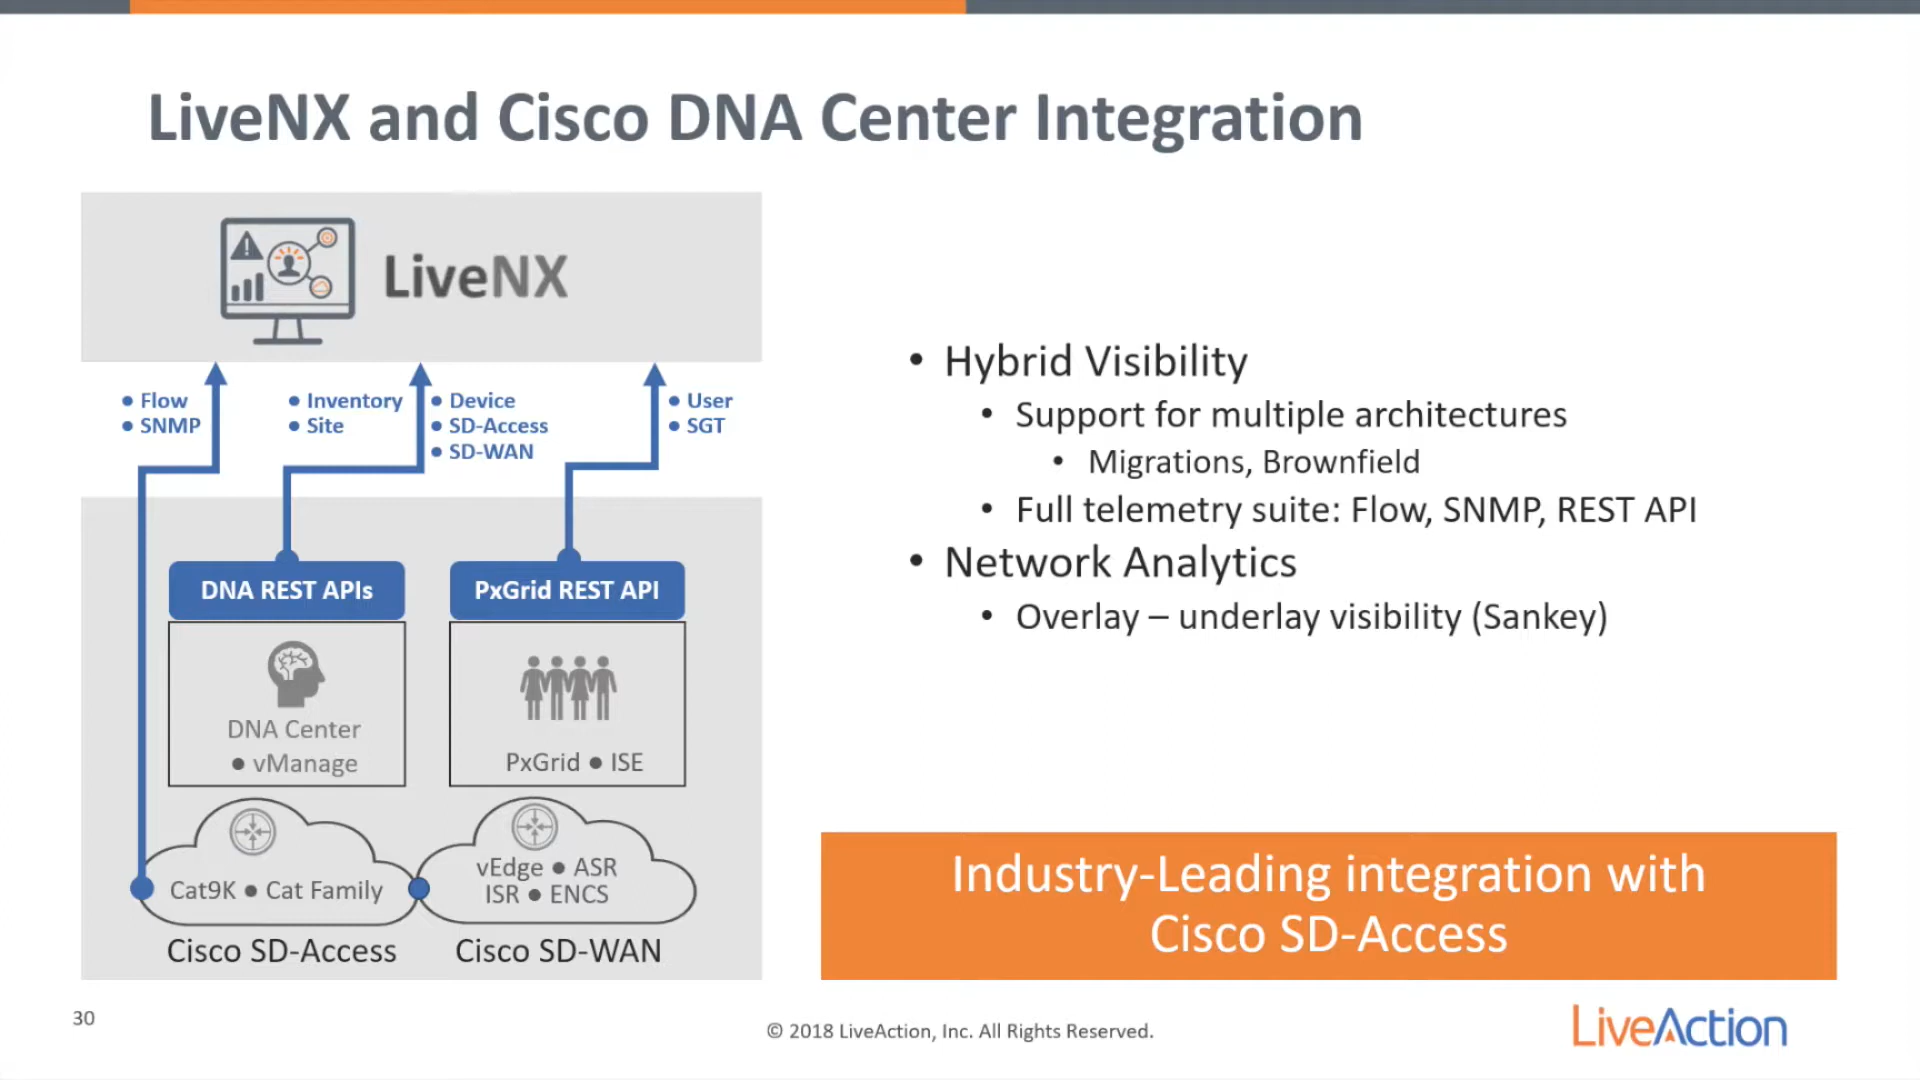 LiveNX and Cisco DNA Center Integration
LiveNX
• Flow
• SNMP
• Inventory
• Site
• Device
• SD-Access
• SD-WAN
• User
• SGT
DNA REST APIs
DNA Center
● vManage
PxGrid REST API
PxGrid ● ISE
Cat9K ● Cat Family
Cisco SD-Access
vEdge ● ASR
ISR ● ENCS
Cisco SD-WAN
• Hybrid Visibility
• Support for multiple architectures
• Migrations, Brownfield
• Full telemetry suite: Flow, SNMP, REST API
• Network Analytics
• Overlay – underlay visibility (Sankey)
Industry-Leading integration with
Cisco SD-Access
30
© 2018 LiveAction, Inc. All Rights Reserved.
LiveAction